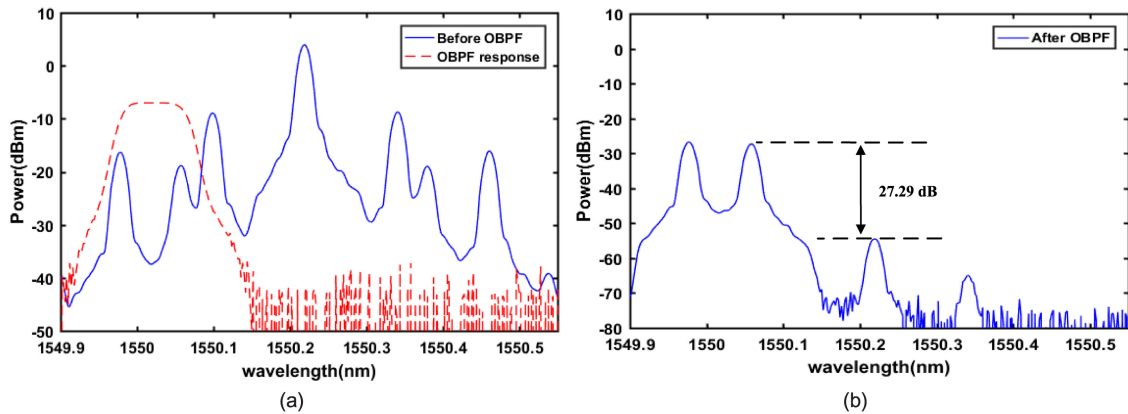 Before OBPF
OBPF response
10
0
-10
-20
-30
-40
-50
Power(dBm)
1549.9 1550 1550.1 1550.2 1550.3 1550.4 1550.5
wavelength(nm)
(a)
After OBPF
10
0
-10
-20
-30
-40
-50
-60
-70
-80
Power(dBm)
27.29 dB
1549.9 1550 1550.1 1550.2 1550.3 1550.4 1550.5
wavelength(nm)
(b)